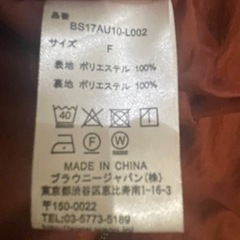 品番
BS17AU10-L002
サイズ F
表地 ポリエステル 100%
裏地 ポリエステル 100%
40
P F W
MADE IN CHINA
ブラウニージャパン(株)
東京都渋谷区恵比寿南1-16-3
〒150-0022
TEL:03-5773-5189